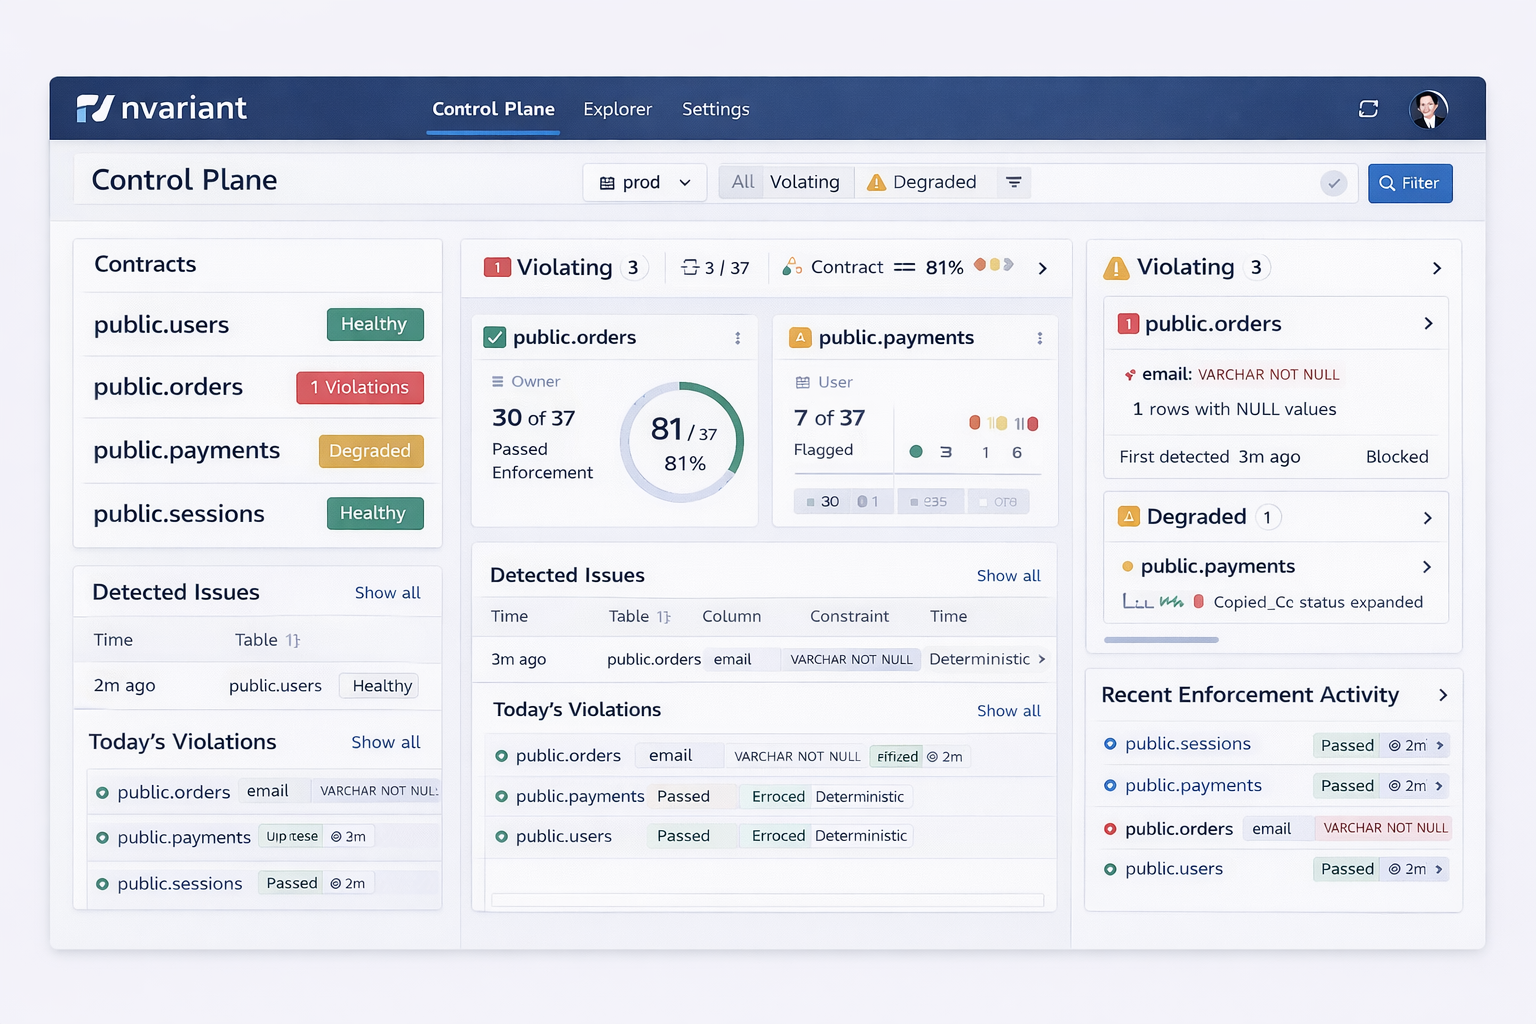 nvariant
Control Plane Explorer Settings
Control Plane
prod
All Volating Degraded
Fiiter
Contracts
public.users Healthy
public.orders 1 Violations
public.payments Degraded
public.sessions Healthy
Detected Issues Show all
Time Table
2m ago public.users Healthy
Today's Violations Show all
public.orders email VARCHAR NOT NUL:
public.payments 3m
public.sessions Passed 2m
1 Violating 3 3 / 37 Contract == 81%
public.orders
Owner
30 of 37
Passed
Enforcement
81 / 37
81%
public.payments
User
7 of 37
Flagged
3 1 6
30 1
Detected Issues Show all
Time Table Column Constraint Time
3m ago public.orders email VARCHAR NOT NULL Deterministic
Today's Violations Show all
public.orders email VARCHAR NOT NULL 2m
public.payments Passed Erroced Deterministic
public.users Passed Erroced Deterministic
Violating 3
1 public.orders
email: VARCHAR NOT NULL
1 rows with NULL values
First detected 3m ago Blocked
Degraded 1
public.payments
Copied_Cc status expanded
Recent Enforcement Activity
public.sessions Passed 2m
public.payments Passed 2m
public.orders email VARCHAR NOT NULL
public.users Passed 2m